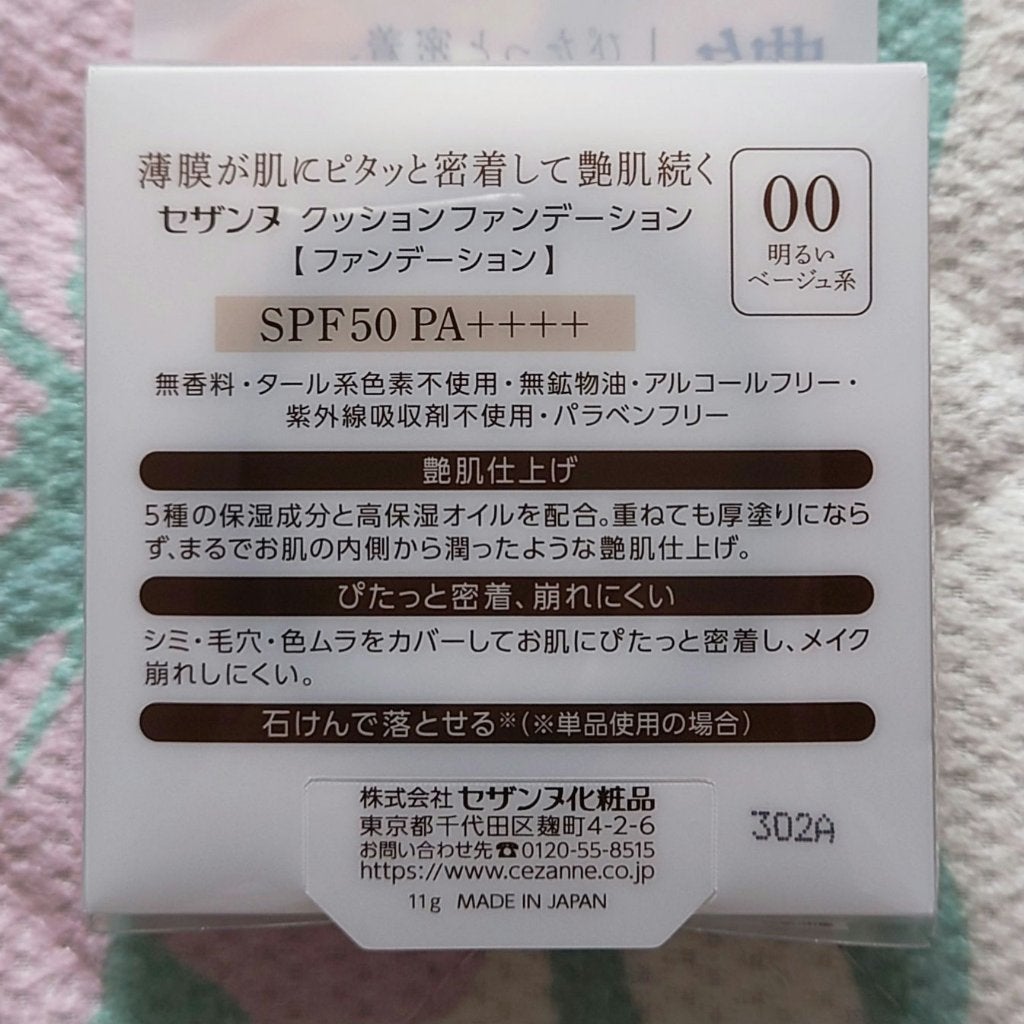 薄膜が肌にピタッと密着して艶肌続く
セザンヌ クッションファンデーション
【ファンデーション】
00
明るい
ベージュ系
SPF50 PA++++
無香料・タール系色素不使用・無鉱物油・アルコールフリー・
紫外線吸収剤不使用・パラベンフリー
艶肌仕上げ
5種の保湿成分と高保湿オイルを配合。重ねても厚塗りになら
ず、まるでお肌の内側から潤ったような艶肌仕上げ。
ぴたっと密着、崩れにくい
シミ・毛穴・色ムラをカバーしてお肌にぴたっと密着し、メイク
崩れしにくい。
石けんで落とせる※(※単品使用の場合)
株式会社 セザンヌ化粧品
東京都千代田区麹町4-2-6
お問い合わせ先☎0120-55-8515
https://www.cezanne.co.jp
11g MADE IN JAPAN
302A